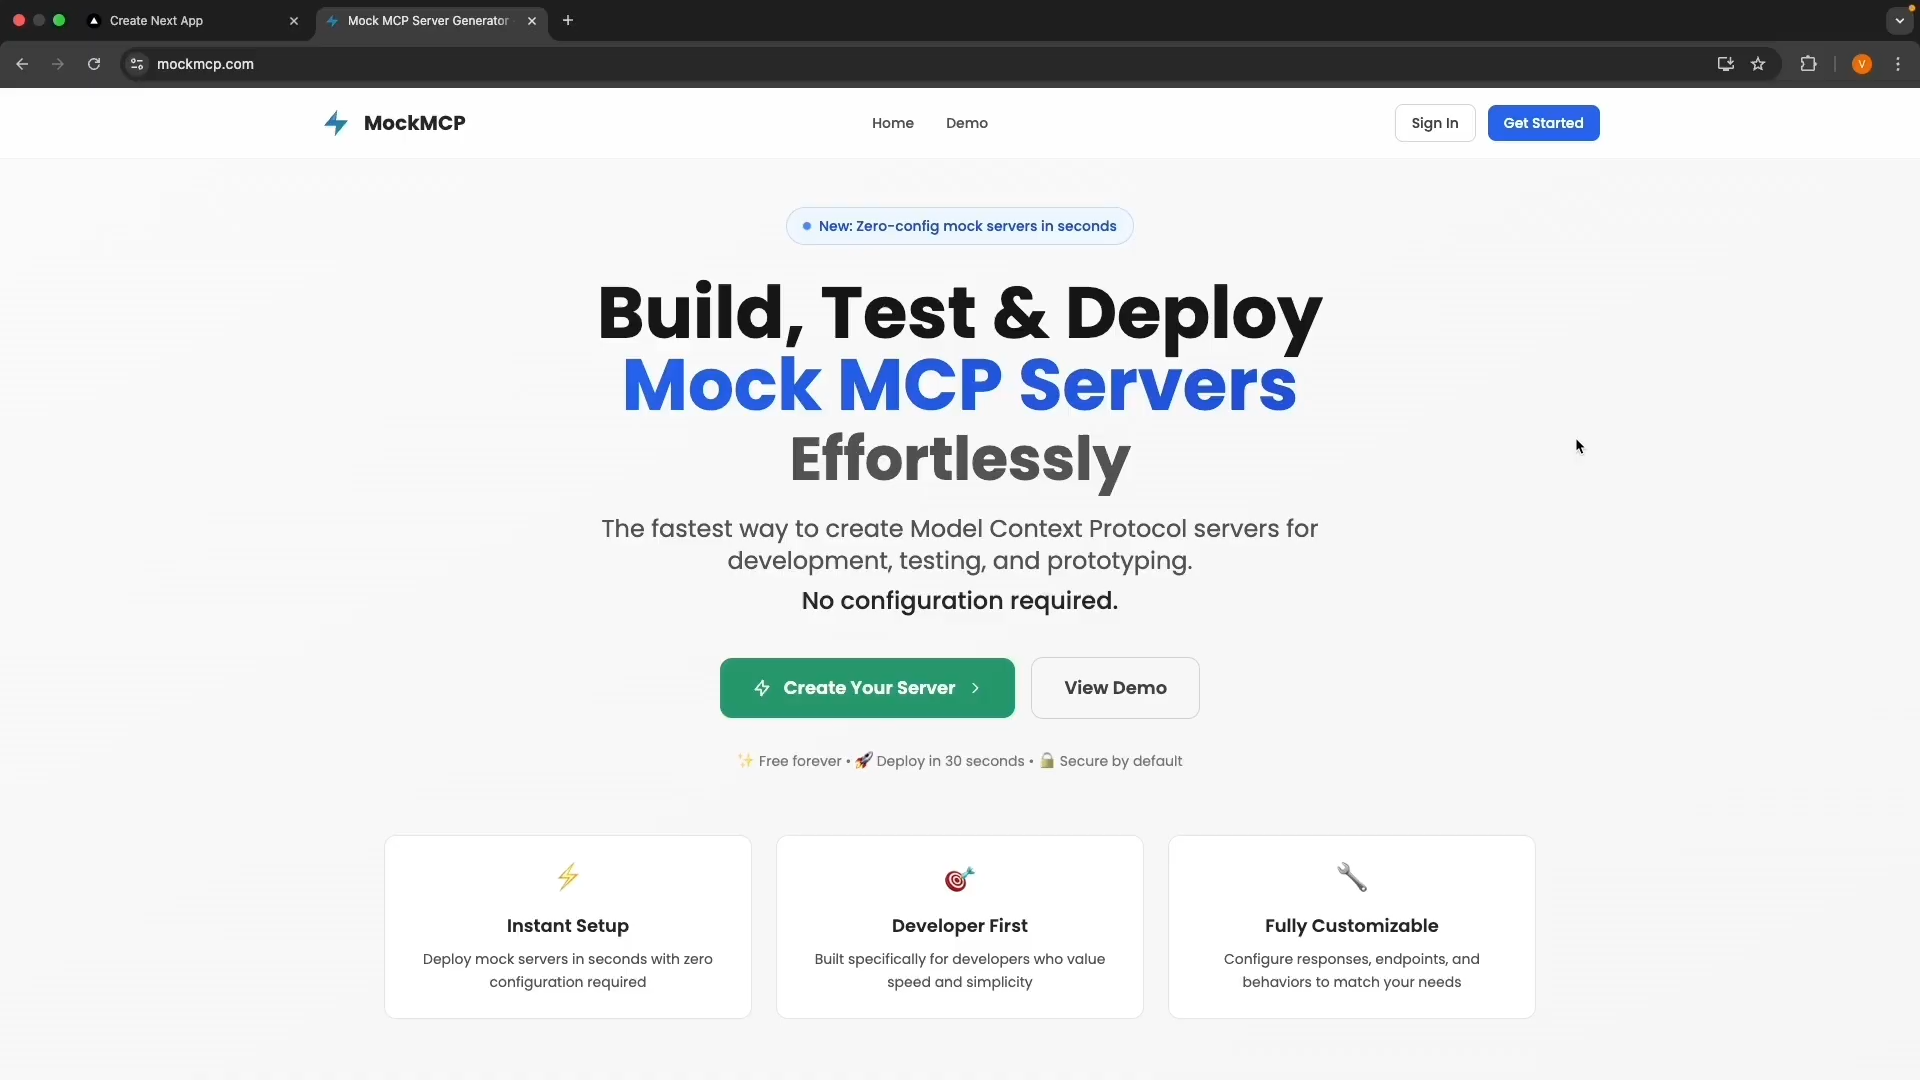 Create Next App
Mock MCP Server Generator
mockmcp.com
V
MockMCP
Home
Demo
Sign In
Get Started
New: Zero-config mock servers in seconds
Build, Test & Deploy
Mock MCP Servers
Effortlessly
The fastest way to create Model Context Protocol servers for
development, testing, and prototyping.
No configuration required.
Create Your Server
View Demo
✨ Free forever • 🚀 Deploy in 30 seconds • 🔒 Secure by default
Instant Setup
Deploy mock servers in seconds with zero
configuration required
Developer First
Built specifically for developers who value
speed and simplicity
Fully Customizable
Configure responses, endpoints, and
behaviors to match your needs